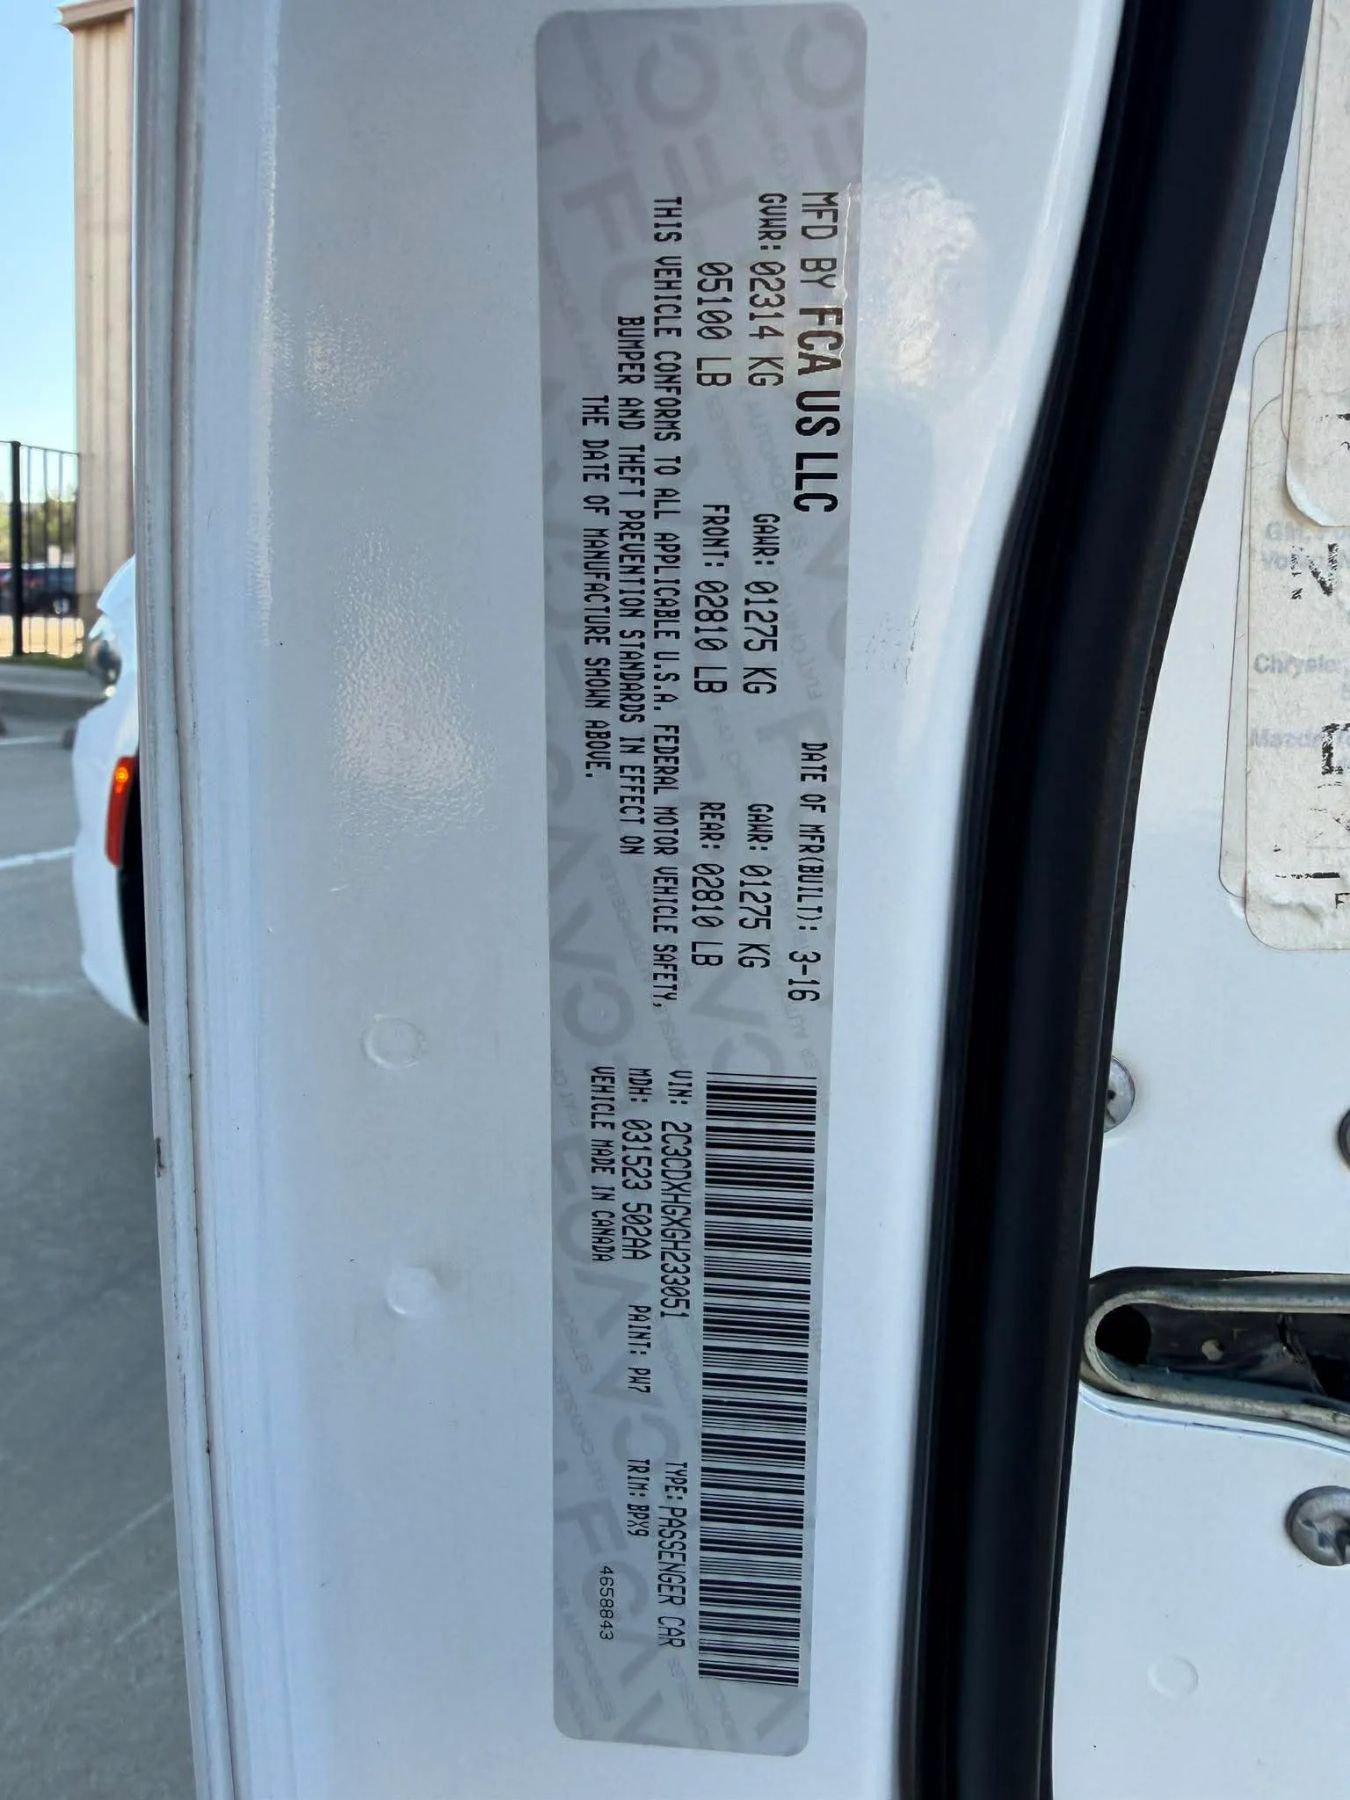 MFD BY FCA US LLC
DATE OF MFR(BUILT): 3-16
GVWR: 02314 KG GAWR: 01275 KG GAWR: 01275 KG
05100 LB FRONT: 02810 LB REAR: 02810 LB
THIS VEHICLE CONFORMS TO ALL APPLICABLE U.S.A. FEDERAL MOTOR VEHICLE SAFETY,
BUMPER AND THEFT PREVENTION STANDARDS IN EFFECT ON
THE DATE OF MANUFACTURE SHOWN ABOVE.
VIN: 2C3CDXHGXGH233051 TYPE: PASSENGER CAR
MDH: 031523 502AA PAINT: PW7 TRIM: BPX9
VEHICLE MADE IN CANADA 4658843
Chrysler